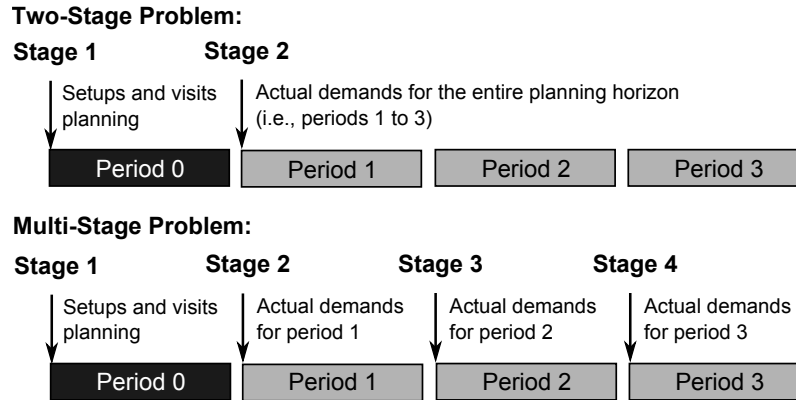 Two-Stage Problem:
Stage 1 Stage 2
Setups and visits planning
Actual demands for the entire planning horizon
(i.e., periods 1 to 3)
Period 0 Period 1 Period 2 Period 3
Multi-Stage Problem:
Stage 1 Stage 2 Stage 3 Stage 4
Setups and visits
planning
Actual demands
for period 1
Actual demands
for period 2
Actual demands
for period 3
Period 0 Period 1 Period 2 Period 3